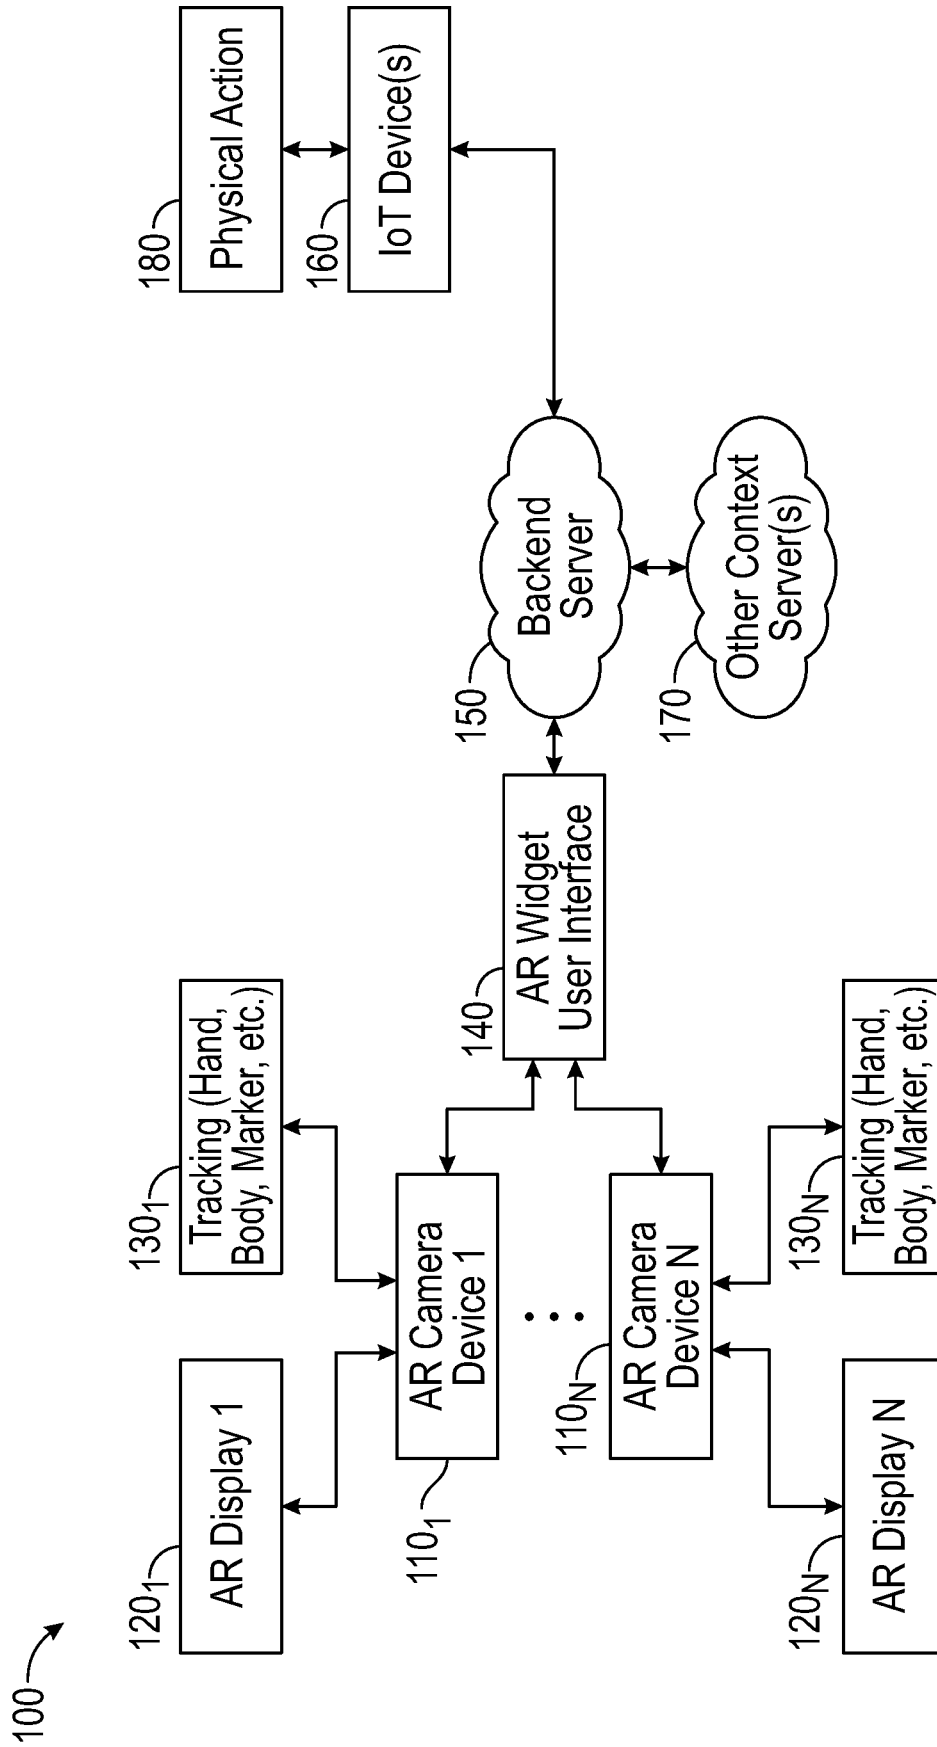 100
120₁
AR Display 1
130₁
Tracking (Hand,
Body, Marker, etc.)
180
Physical Action
160
IoT Device(s)
110₁
AR Camera
Device 1
• • •
140
AR Widget
User Interface
150
Backend
Server
170
Other Context
Server(s)
110N
AR Camera
Device N
120N
AR Display N
130N
Tracking (Hand,
Body, Marker, etc.)